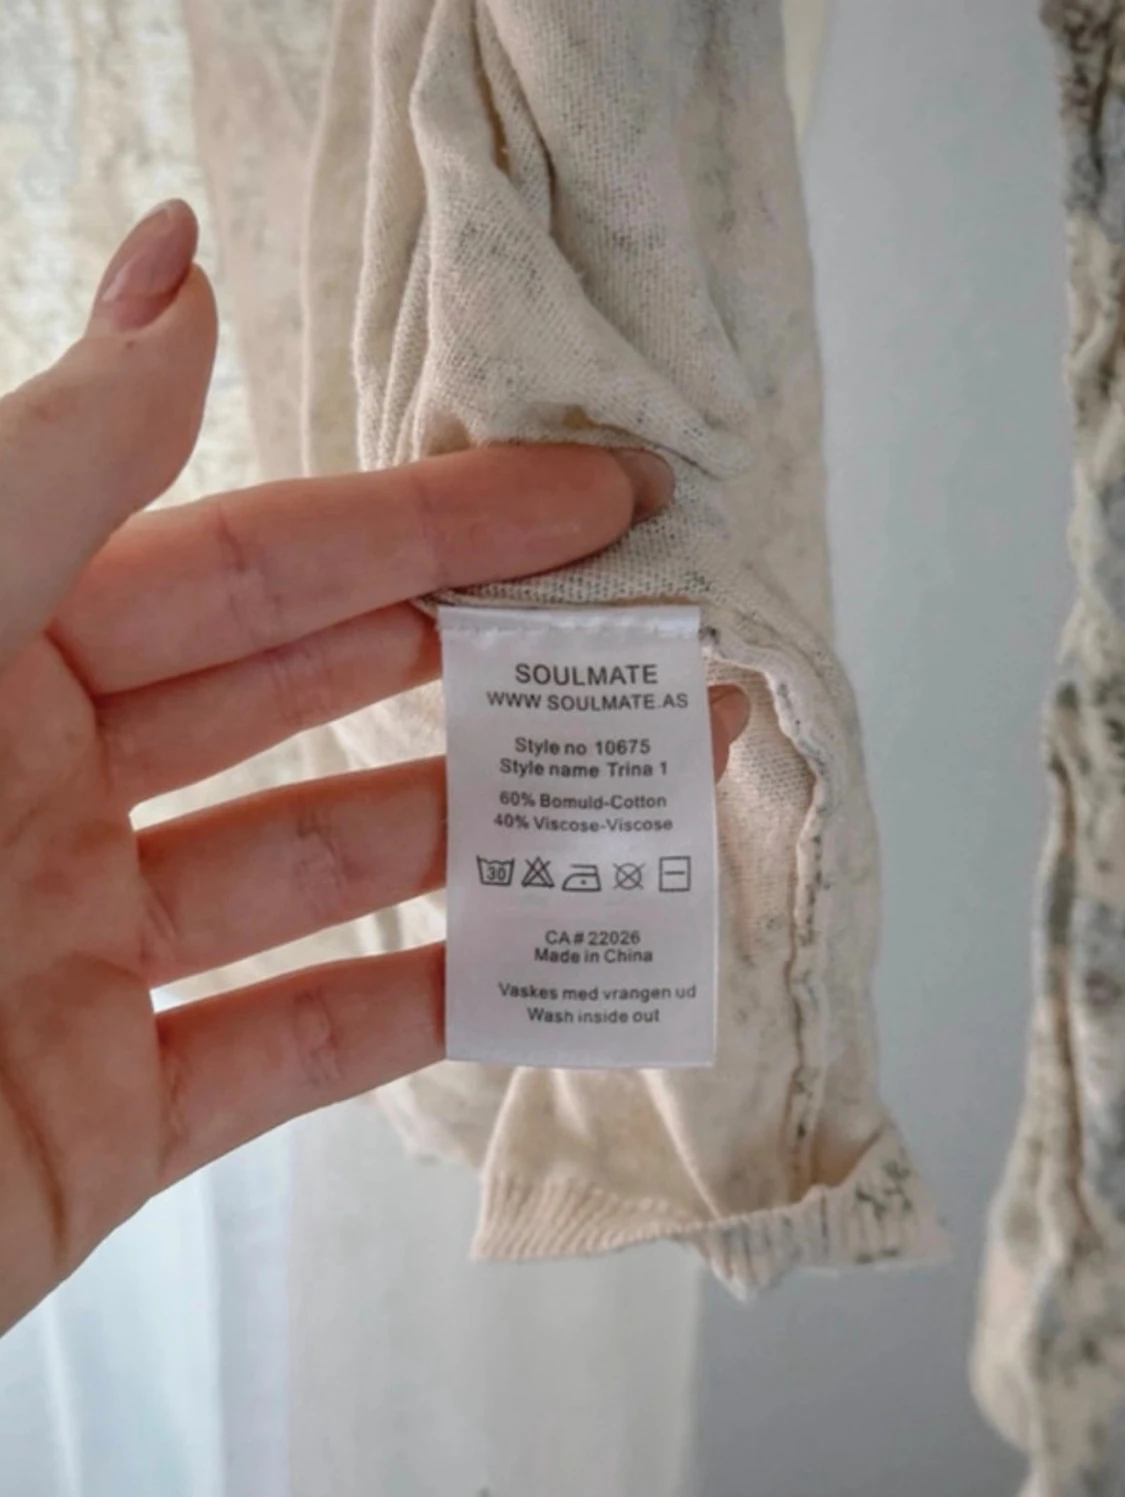 SOULMATE
WWW SOULMATE.AS
Style no 10675
Style name Trina 1
60% Bomuld-Cotton
40% Viscose-Viscose
30
CA# 22026
Made in China
Vaskes med vrangen ud
Wash inside out